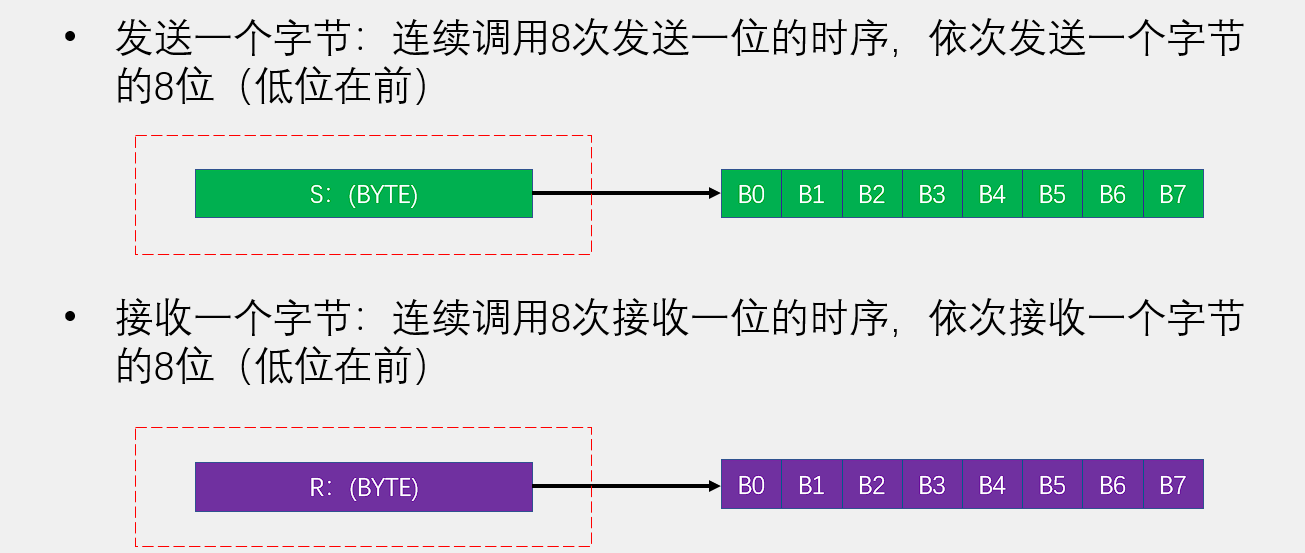 • 发送一个字节：连续调用8次发送一位的时序，依次发送一个字节
的8位（低位在前）
S：(BYTE) B0 B1 B2 B3 B4 B5 B6 B7
• 接收一个字节：连续调用8次接收一位的时序，依次接收一个字节
的8位（低位在前）
R：(BYTE) B0 B1 B2 B3 B4 B5 B6 B7